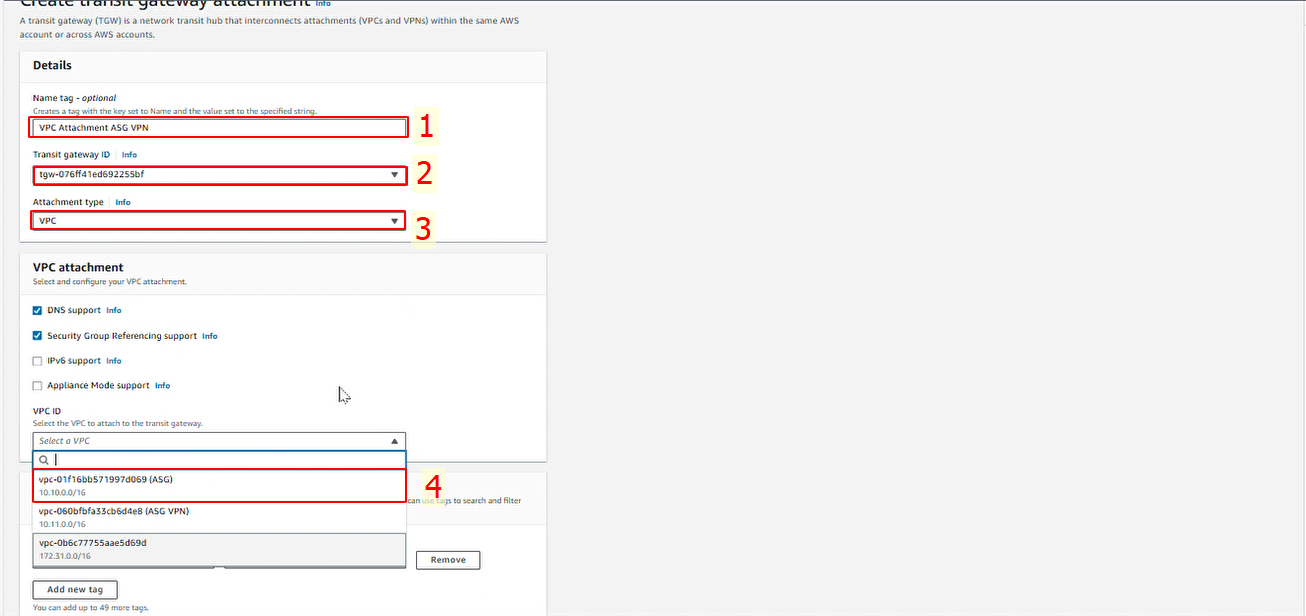 Create transit gateway attachment Info
A transit gateway (TGW) is a network transit hub that interconnects attachments (VPCs and VPNs) within the same AWS
account or across AWS accounts.
Details
Name tag - optional
Creates a tag with the key set to Name and the value set to the specified string.
VPC Attachment ASG VPN
1
Transit gateway ID Info
tgw-076ff41ed692255bf
2
Attachment type Info
VPC
3
VPC attachment
Select and configure your VPC attachment.
DNS support Info
Security Group Referencing support Info
IPv6 support Info
Appliance Mode support Info
VPC ID
Select the VPC to attach to the transit gateway.
Select a VPC
vpc-01f16bb571997d069 (ASG)
10.10.0.0/16
4
can use tags to search and filter
vpc-060bfbfa33cb6d4e8 (ASG VPN)
10.11.0.0/16
vpc-0b6c77755aae5d69d
172.31.0.0/16
Remove
Add new tag
You can add up to 49 more tags.